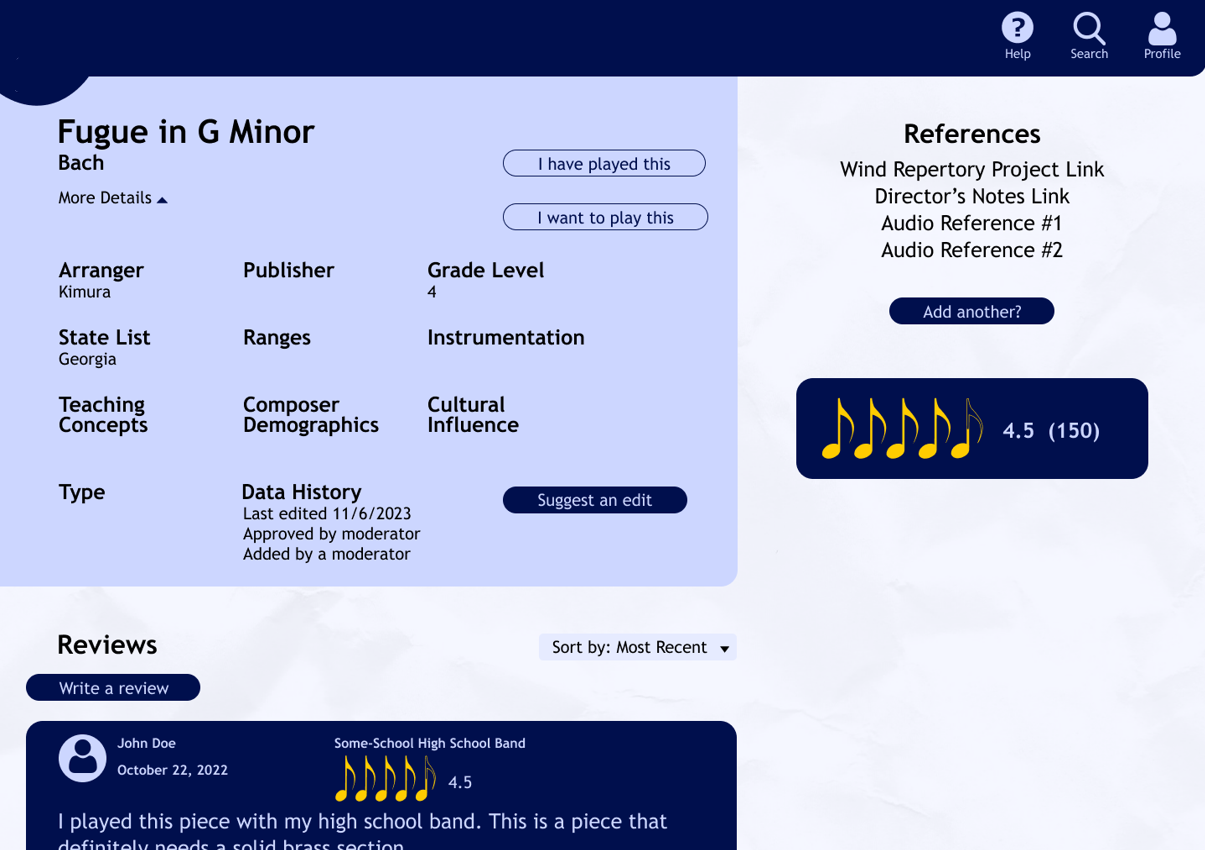 Help
Search
Profile
Fugue in G Minor
Bach
More Details
I have played this
I want to play this
Arranger
Kimura
Publisher
Grade Level
4
State List
Georgia
Ranges
Instrumentation
Teaching
Concepts
Composer
Demographics
Cultural
Influence
Type
Data History
Last edited 11/6/2023
Approved by moderator
Added by a moderator
Suggest an edit
References
Wind Repertory Project Link
Director’s Notes Link
Audio Reference #1
Audio Reference #2
Add another?
4.5 (150)
Reviews
Sort by: Most Recent
Write a review
John Doe
October 22, 2022
Some-School High School Band
4.5
I played this piece with my high school band. This is a piece that
definitely needs a solid brass section.